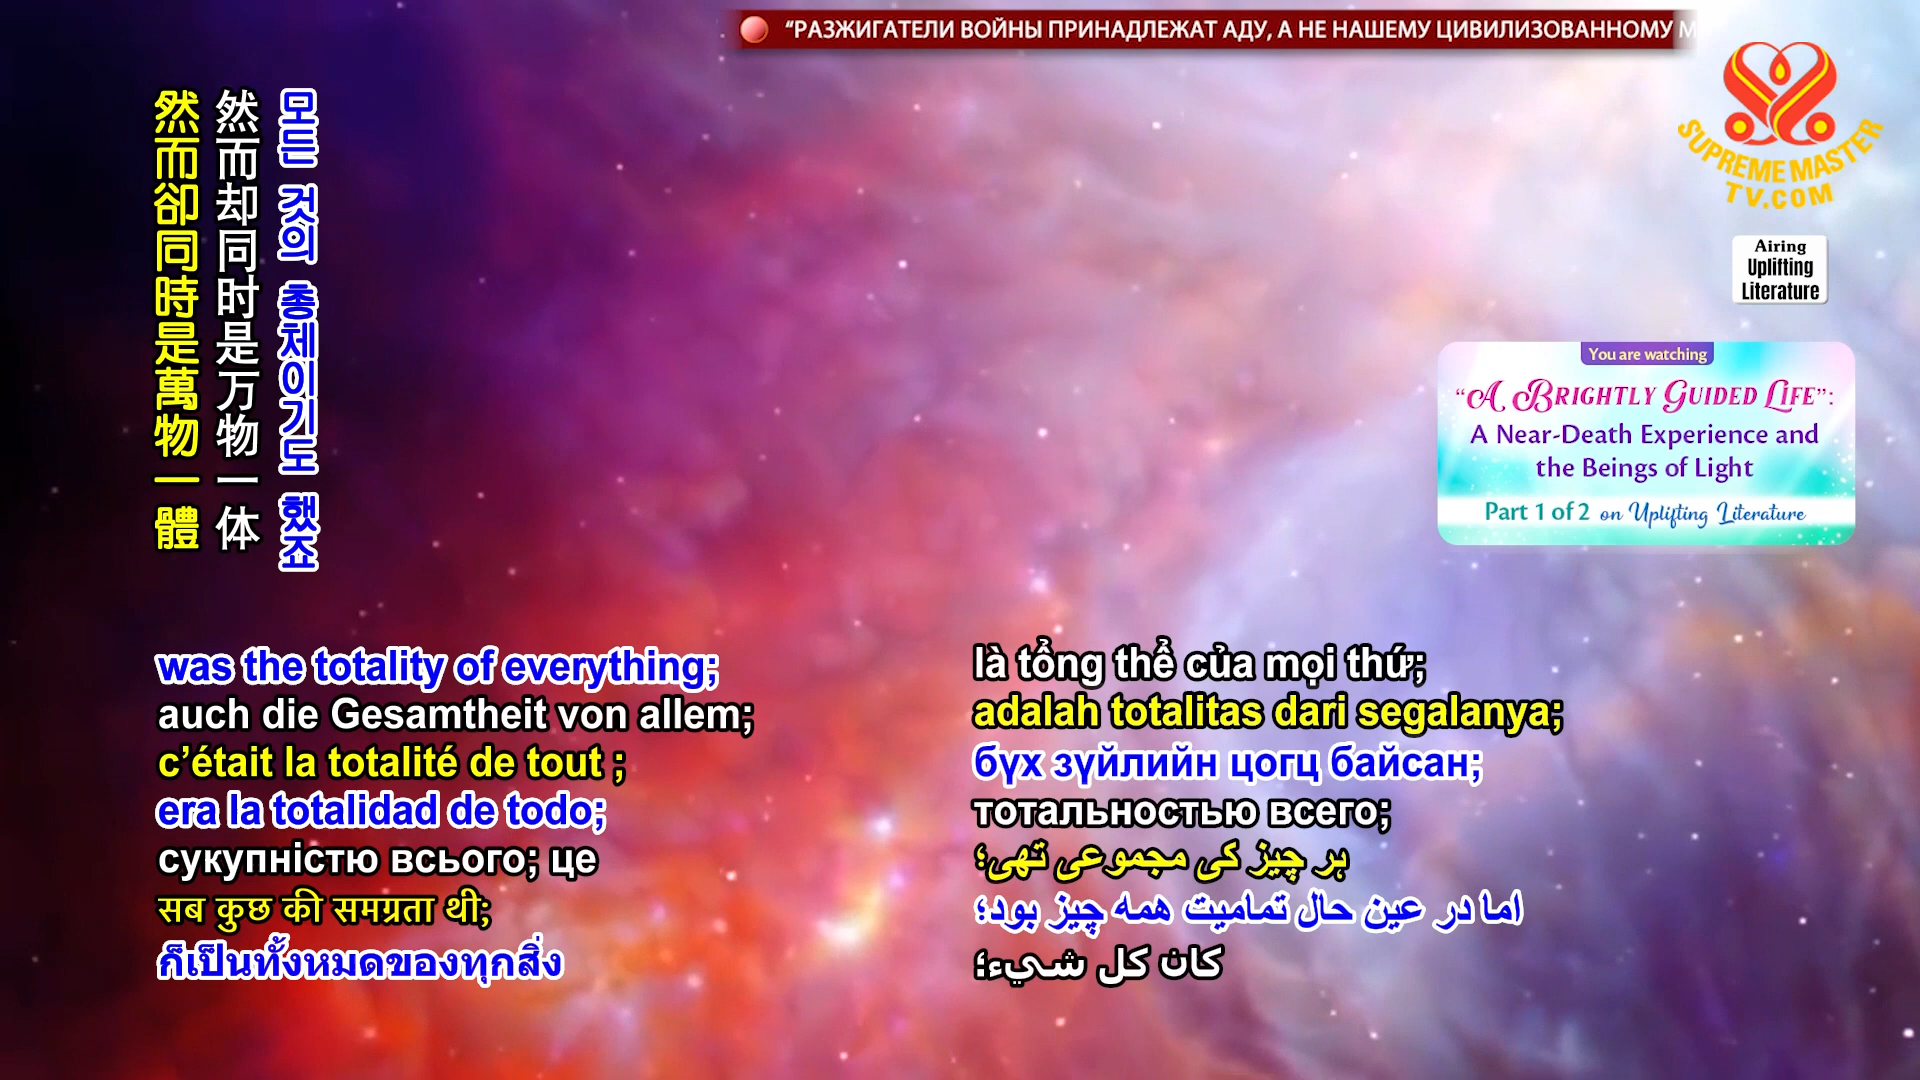 “РАЗЖИГАТЕЛИ ВОЙНЫ ПРИНАДЛЕЖАТ АДУ, А НЕ НАШЕМУ ЦИВИЛИЗОВАННОМУ
SUPREME MASTER
TV.COM
Airing
Uplifting
Literature
You are watching
“A BRIGHTLY GUIDED LIFE”:
A Near-Death Experience and
the Beings of Light
Part 1 of 2 on Uplifting Literature
모든 것의 총체이기도 했죠
然而却同时是万物一体
然而卻同時是萬物一體
was the totality of everything;
auch die Gesamtheit von allem;
c’était la totalité de tout ;
era la totalidad de todo;
сукупністю всього; це
सब कुछ की समग्रता थी;
ก็เป็นทั้งหมดของทุกสิ่ง
là tổng thể của mọi thứ;
adalah totalitas dari segalanya;
бүх зүйлийн цогц байсан;
тотальностью всего;
ہر چیز کی مجموعی تھی؛
اما در عین حال تمامیت همه چیز بود؛
كان كل شيء؛